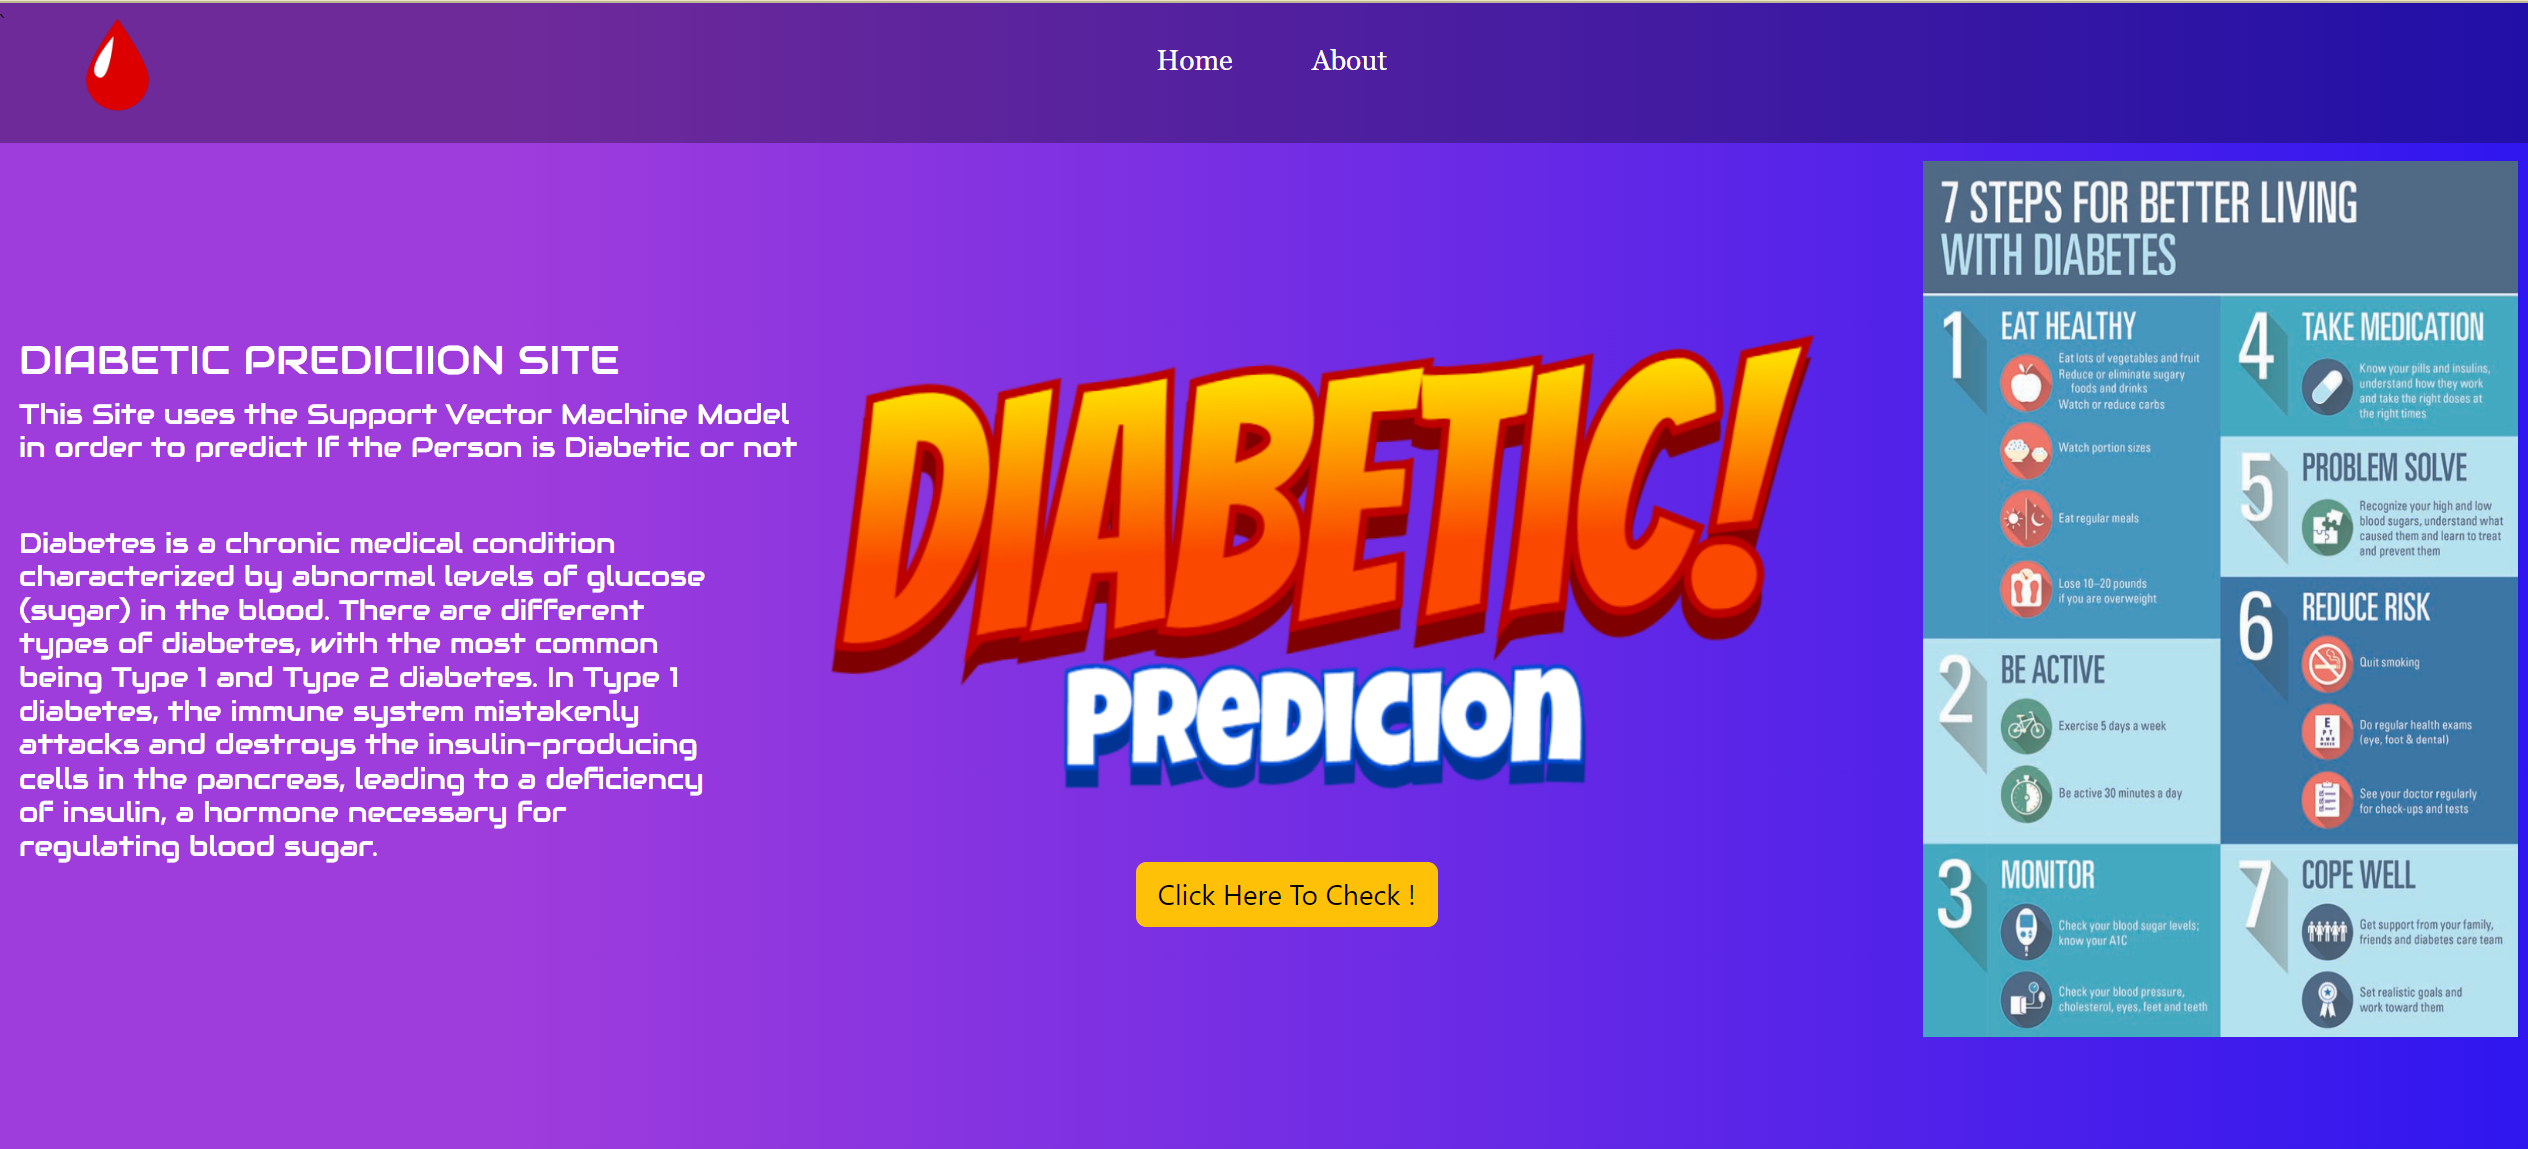 Home About
DIABETIC PREDICIION SITE
This Site uses the Support Vector Machine Model
in order to predict If the Person is Diabetic or not
Diabetes is a chronic medical condition
characterized by abnormal levels of glucose
(sugar) in the blood. There are different
types of diabetes, with the most common
being Type 1 and Type 2 diabetes. In Type 1
diabetes, the immune system mistakenly
attacks and destroys the insulin-producing
cells in the pancreas, leading to a deficiency
of insulin, a hormone necessary for
regulating blood sugar.
DIABETIC!
PREDICION
Click Here To Check !
7 STEPS FOR BETTER LIVING
WITH DIABETES
1 EAT HEALTHY
Eat lots of vegetables and fruit
Reduce or eliminate sugary
foods and drinks
Watch or reduce carbs
Watch portion sizes
Eat regular meals
Lose 10–20 pounds
if you are overweight
2 BE ACTIVE
Exercise 5 days a week
Be active 30 minutes a day
3 MONITOR
Check your blood sugar levels;
know your A1C
Check your blood pressure,
cholesterol, eyes, feet and teeth
4 TAKE MEDICATION
Know your pills and insulins,
understand how they work
and take the right doses at
the right times
5 PROBLEM SOLVE
Recognize your high and low
blood sugars, understand what
caused them and learn to treat
and prevent them
6 REDUCE RISK
Quit smoking
Do regular health exams
(eye, foot & dental)
See your doctor regularly
for check-ups and tests
7 COPE WELL
Get support from your family,
friends and diabetes care team
Set realistic goals and
work toward them